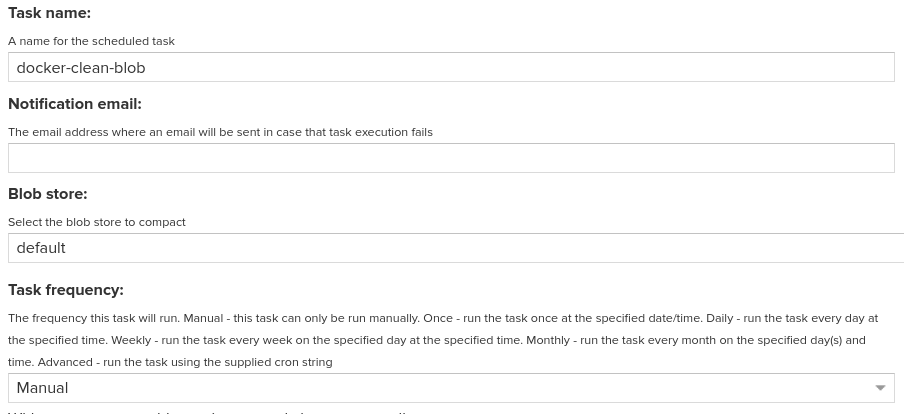 Task name:
A name for the scheduled task
docker-clean-blob
Notification email:
The email address where an email will be sent in case that task execution fails
Blob store:
Select the blob store to compact
default
Task frequency:
The frequency this task will run. Manual - this task can only be run manually. Once - run the task once at the specified date/time. Daily - run the task every day at
the specified time. Weekly - run the task every week on the specified day at the specified time. Monthly - run the task every month on the specified day(s) and
time. Advanced - run the task using the supplied cron string
Manual